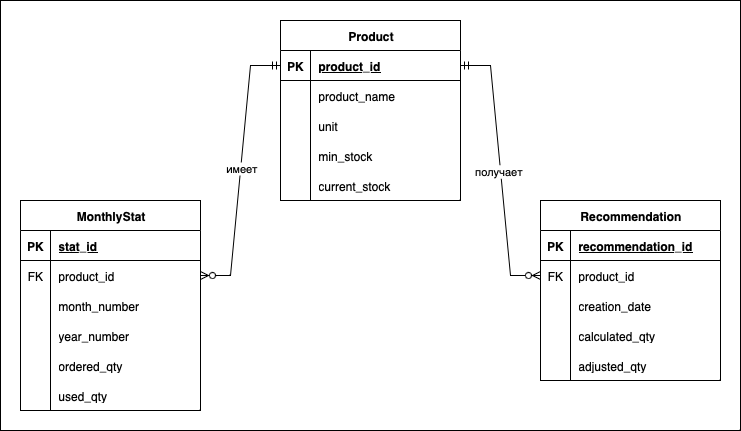 Product
PK product_id
product_name
unit
min_stock
current_stock
имеет
получает
MonthlyStat
PK stat_id
FK product_id
month_number
year_number
ordered_qty
used_qty
Recommendation
PK recommendation_id
FK product_id
creation_date
calculated_qty
adjusted_qty